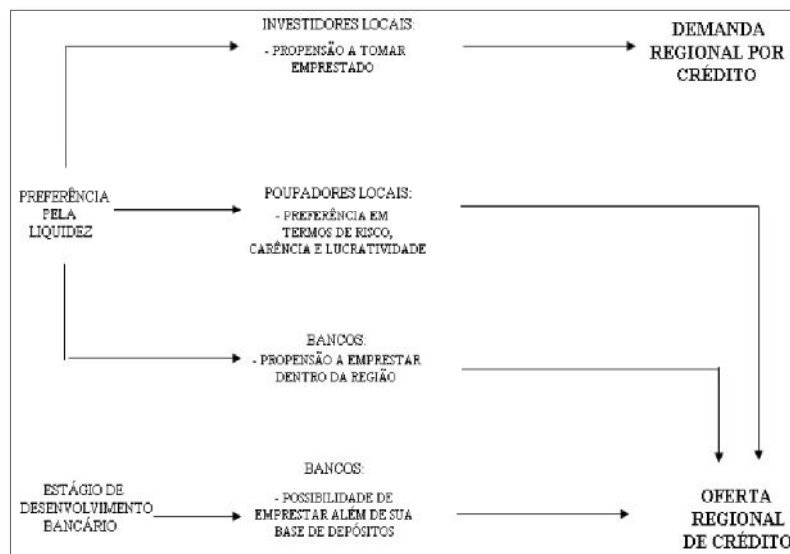 INVESTIDORES LOCAIS:
- PROPENSÃO A TOMAR
EMPRESTADO
DEMANDA
REGIONAL POR
CRÉDITO
PREFERÊNCIA
PELA
LIQUIDEZ
POUPADORES LOCAIS:
- PREFERÊNCIA EM
TERMOS DE RISCO,
CARÊNCIA E LUCRATIVIDADE
BANCOS:
- PROPENSÃO A EMPRESTAR
DENTRO DA REGIÃO
ESTÁGIO DE
DESENVOLVIMENTO
BANCÁRIO
BANCOS:
- POSSIBILIDADE DE
EMPRESTAR ALÉM DE SUA
BASE DE DEPÓSITOS
OFERTA
REGIONAL
DE CRÉDITO